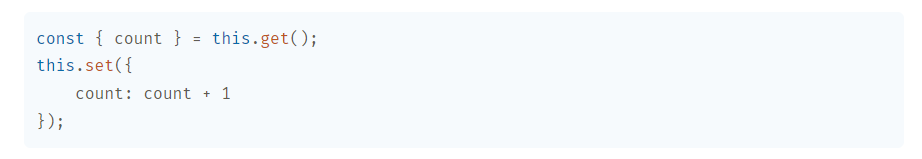 const { count } = this.get();
this.set({
    count: count + 1
});